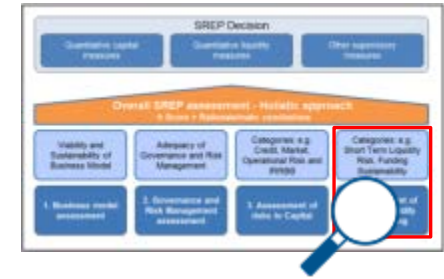 SREP Decision
Quantitative capital
measures
Quantitative liquidity
measures
Other supervisory
measures
Overall SREP assessment - Holistic approach
Viability and
Sustainability of
Business Model
Adequacy of
Governance and Risk
Management
Categories: e.g.
Credit, Market,
Operational Risk and
IRRBB
Categories: e.g.
Short Term Liquidity
Risk, Funding
Sustainability
1. Business model
assessment
2. Governance and
Risk Management
assessment
3. Assessment of
risks to Capital